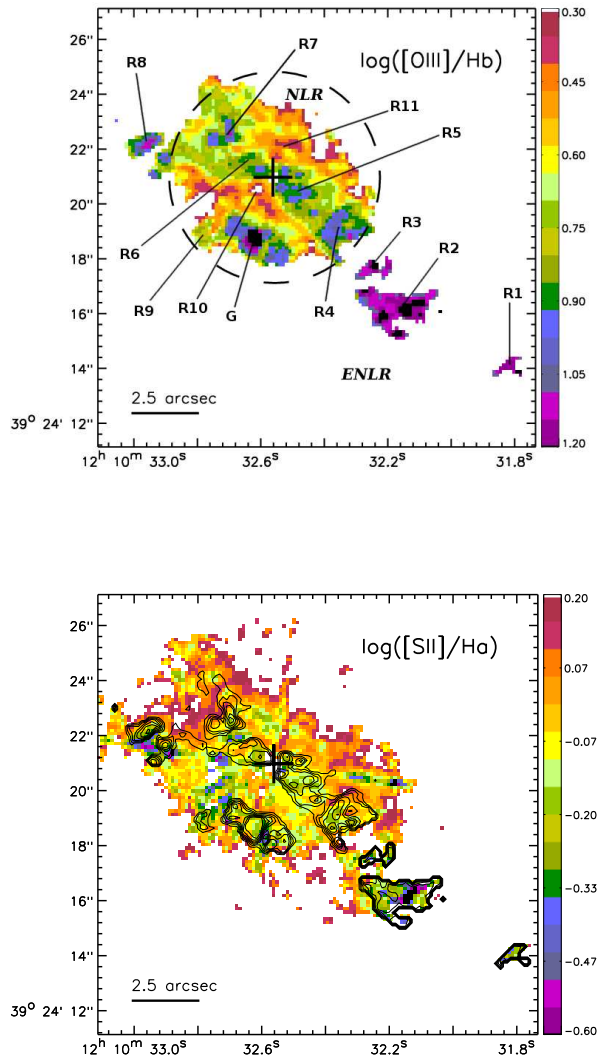 26"
24"
22"
20"
18"
16"
14"
39° 24' 12"
12ʰ 10ᵐ 33.0ˢ 32.6ˢ 32.2ˢ 31.8ˢ
log([OIII]/Hb)
NLR
ENLR
R7
R8
R11
R5
R3
R2
R1
R6
R9
R10
G
R4
2.5 arcsec
0.30
0.45
0.60
0.75
0.90
1.05
1.20
26"
24"
22"
20"
18"
16"
14"
39° 24' 12"
12ʰ 10ᵐ 33.0ˢ 32.6ˢ 32.2ˢ 31.8ˢ
log([SII]/Ha)
2.5 arcsec
0.20
0.07
-0.07
-0.20
-0.33
-0.47
-0.60